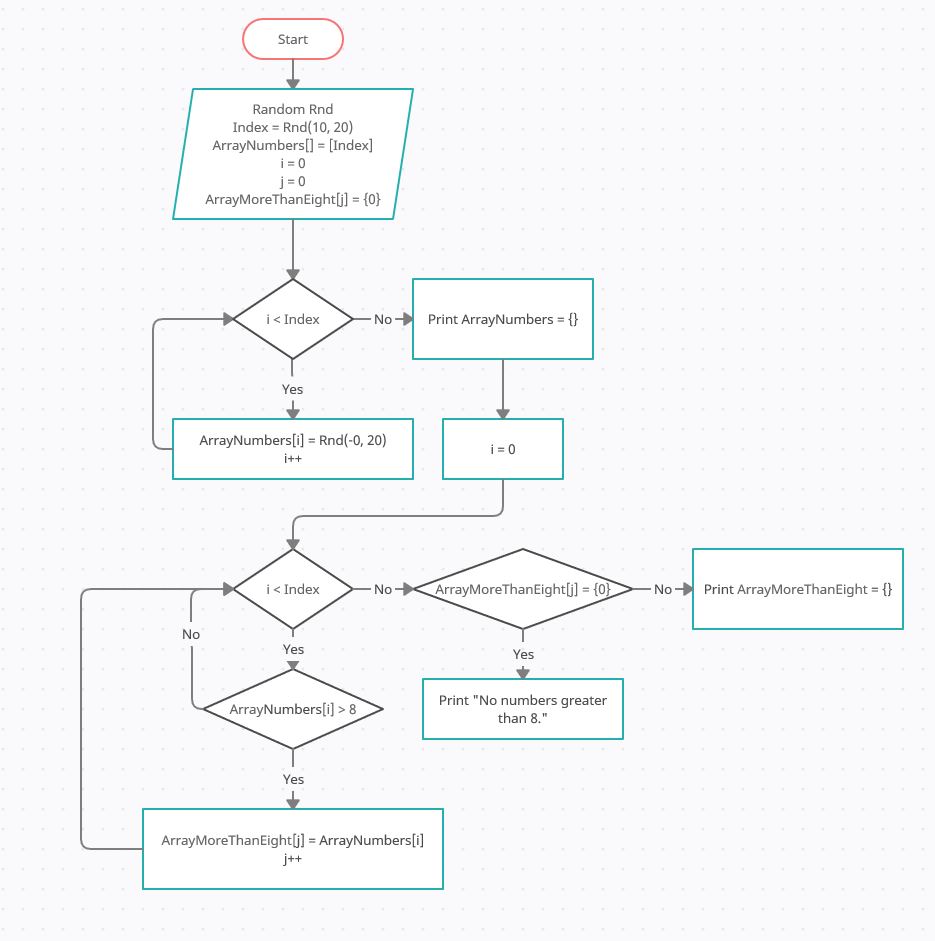 Start
Random Rnd
Index = Rnd(10, 20)
ArrayNumbers[] = [Index]
i = 0
j = 0
ArrayMoreThanEight[j] = {0}
i < Index
No
Print ArrayNumbers = {}
Yes
ArrayNumbers[i] = Rnd(-0, 20)
i++
i = 0
i < Index
No
ArrayMoreThanEight[j] = {0}
No
Print ArrayMoreThanEight = {}
No
Yes
Yes
ArrayNumbers[i] > 8
Print "No numbers greater
than 8."
Yes
ArrayMoreThanEight[j] = ArrayNumbers[i]
j++